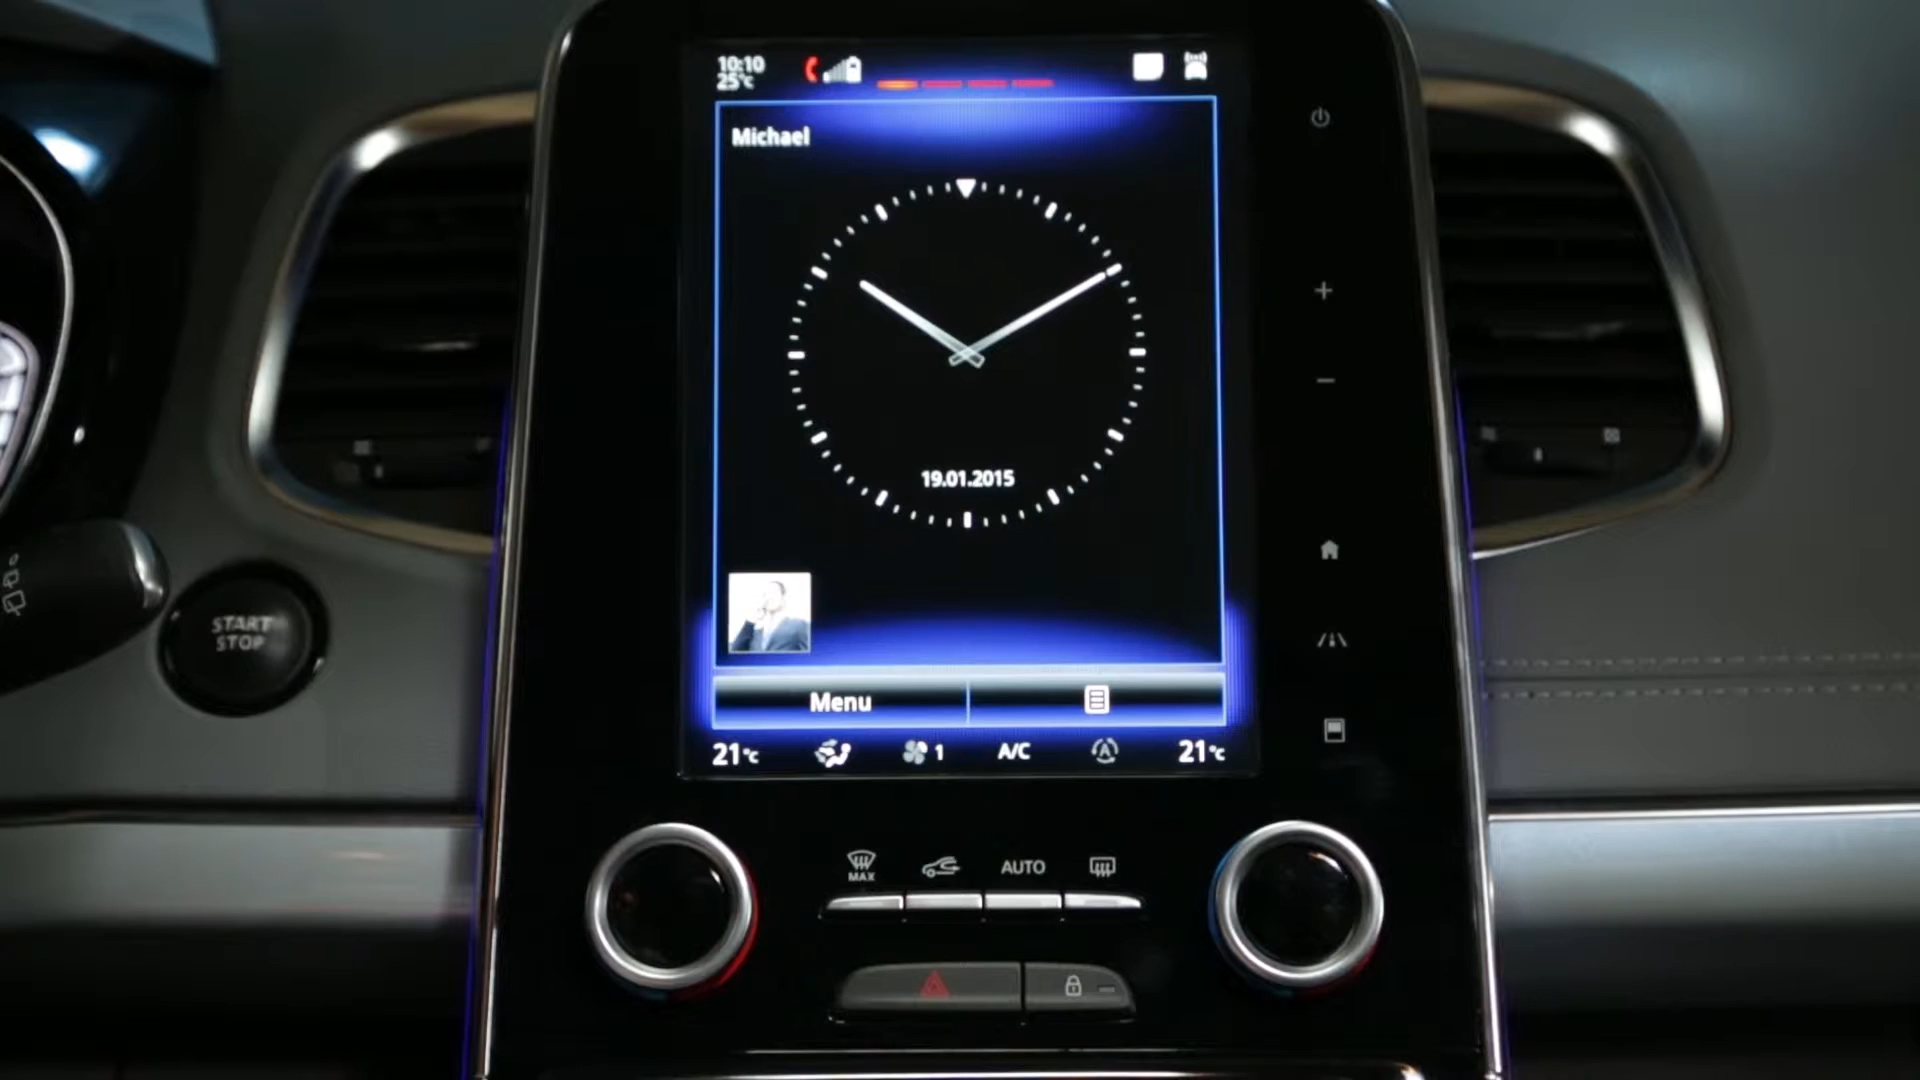 10:10
25°c
Michael
19.01.2015
Menu
21°c 1 A/C A 21°c
START
STOP
MAX
AUTO